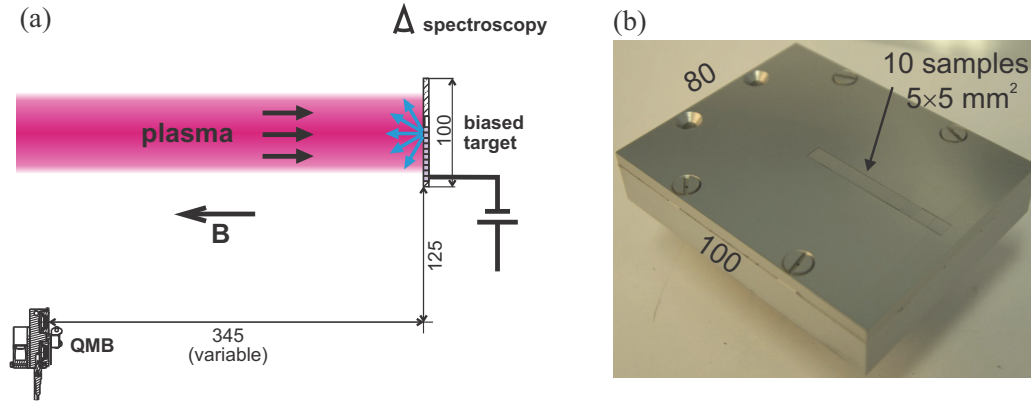 (a)
spectroscopy
plasma
100
biased
target
B
125
345
(variable)
QMB
(b)
80
10 samples
5×5 mm²
100